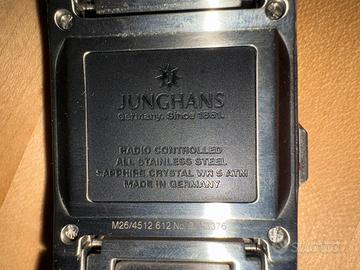 JUNGHANS
Germany. Since 1861.
RADIO CONTROLLED
ALL STAINLESS STEEL
SAPPHIRE CRYSTAL WR 5 ATM
MADE IN GERMANY
M26/4512 612 No.